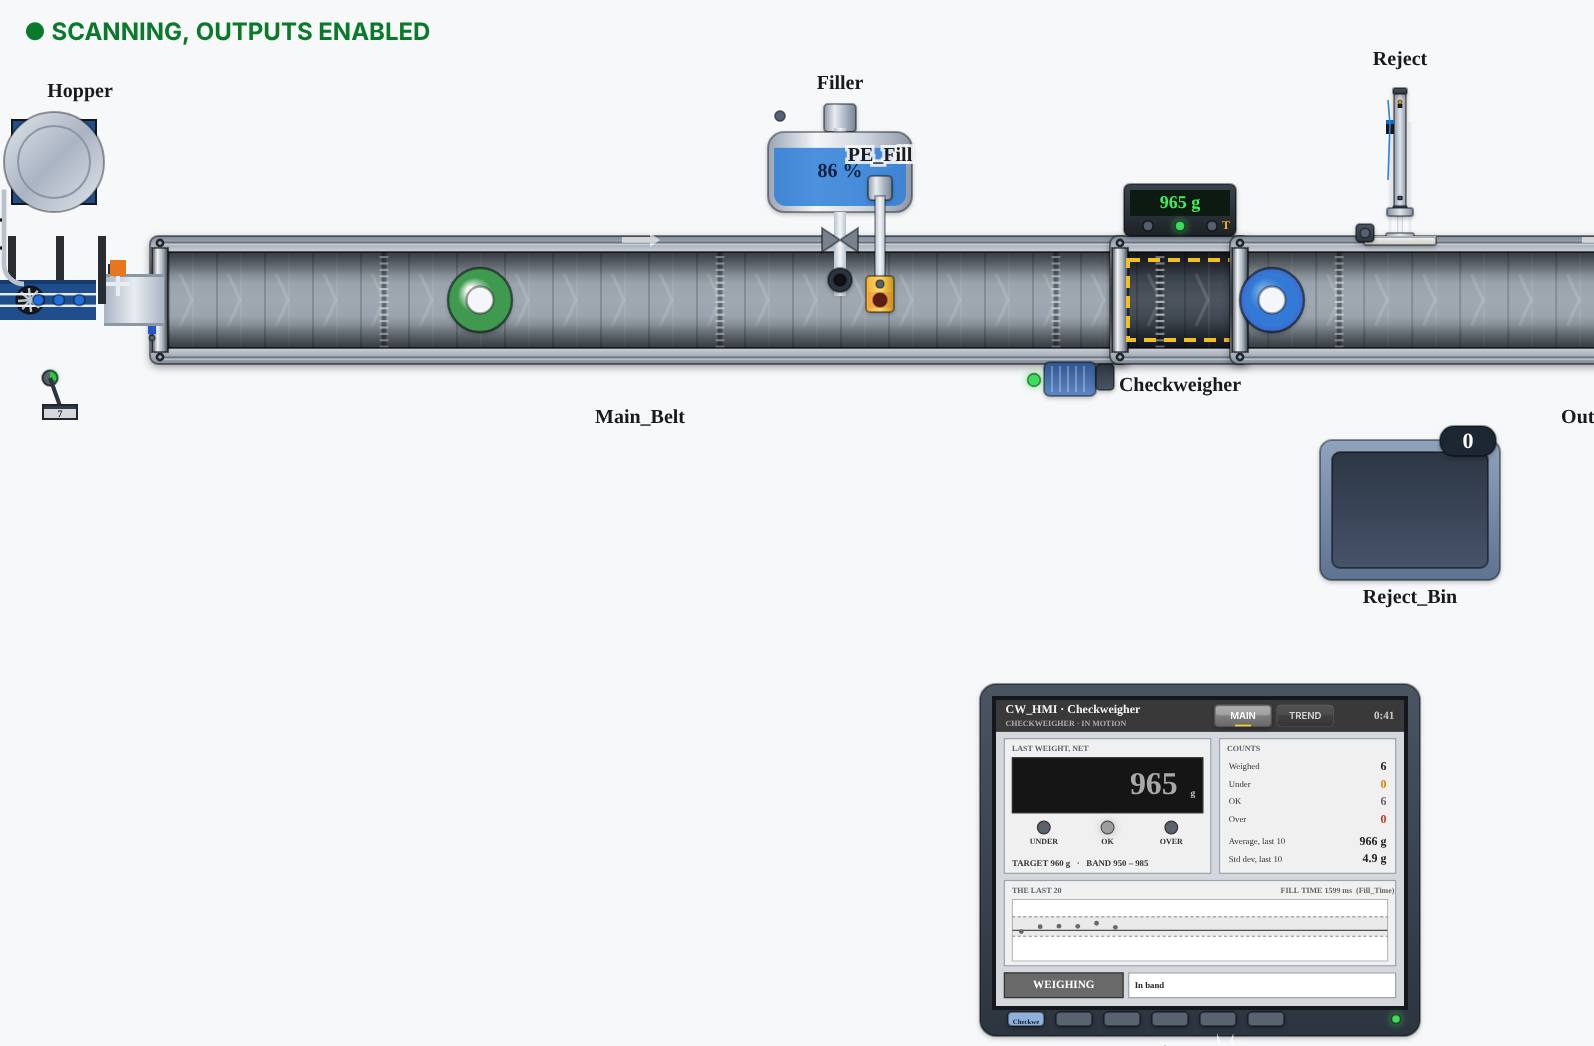 SCANNING, OUTPUTS ENABLED
Reject
Hopper
Filler
PE_Fill
86 %
965 g
T
7
Checkweigher
Main_Belt
Out
0
Reject_Bin
CW_HMI · Checkweigher
CHECKWEIGHER · IN MOTION
MAIN
TREND
0:41
LAST WEIGHT, NET
965 g
UNDER
OK
OVER
TARGET 960 g · BAND 950 – 985
COUNTS
Weighed 6
Under 0
OK 6
Over 0
Average, last 10 966 g
Std dev, last 10 4.9 g
THE LAST 20
FILL TIME 1599 ms (Fill_Time)
WEIGHING
In band
Checkwe